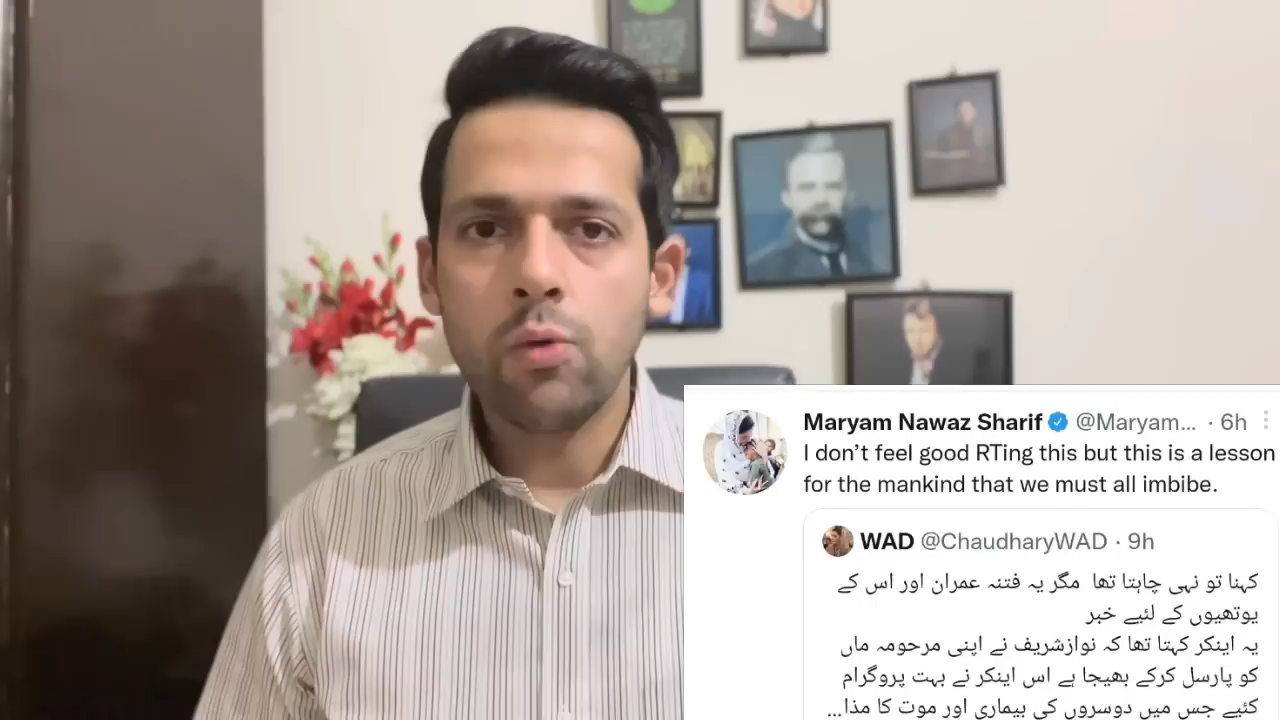 Maryam Nawaz Sharif @Maryam... · 6h
I don't feel good RTing this but this is a lesson
for the mankind that we must all imbibe.
WAD @ChaudharyWAD · 9h
کہنا تو نہی چاہتا تھا مگر یہ فتنہ عمران اور اس کے
یوتھیوں کے لئیے خبر
یہ اینکر کہتا تھا کہ نوازشریف نے اپنی مرحومہ ماں
کو پارسل کرکے بھیجا ہے اس اینکر نے بہت پروگرام
کئیے جس میں دوسروں کی بیماری اور موت کا مذا...